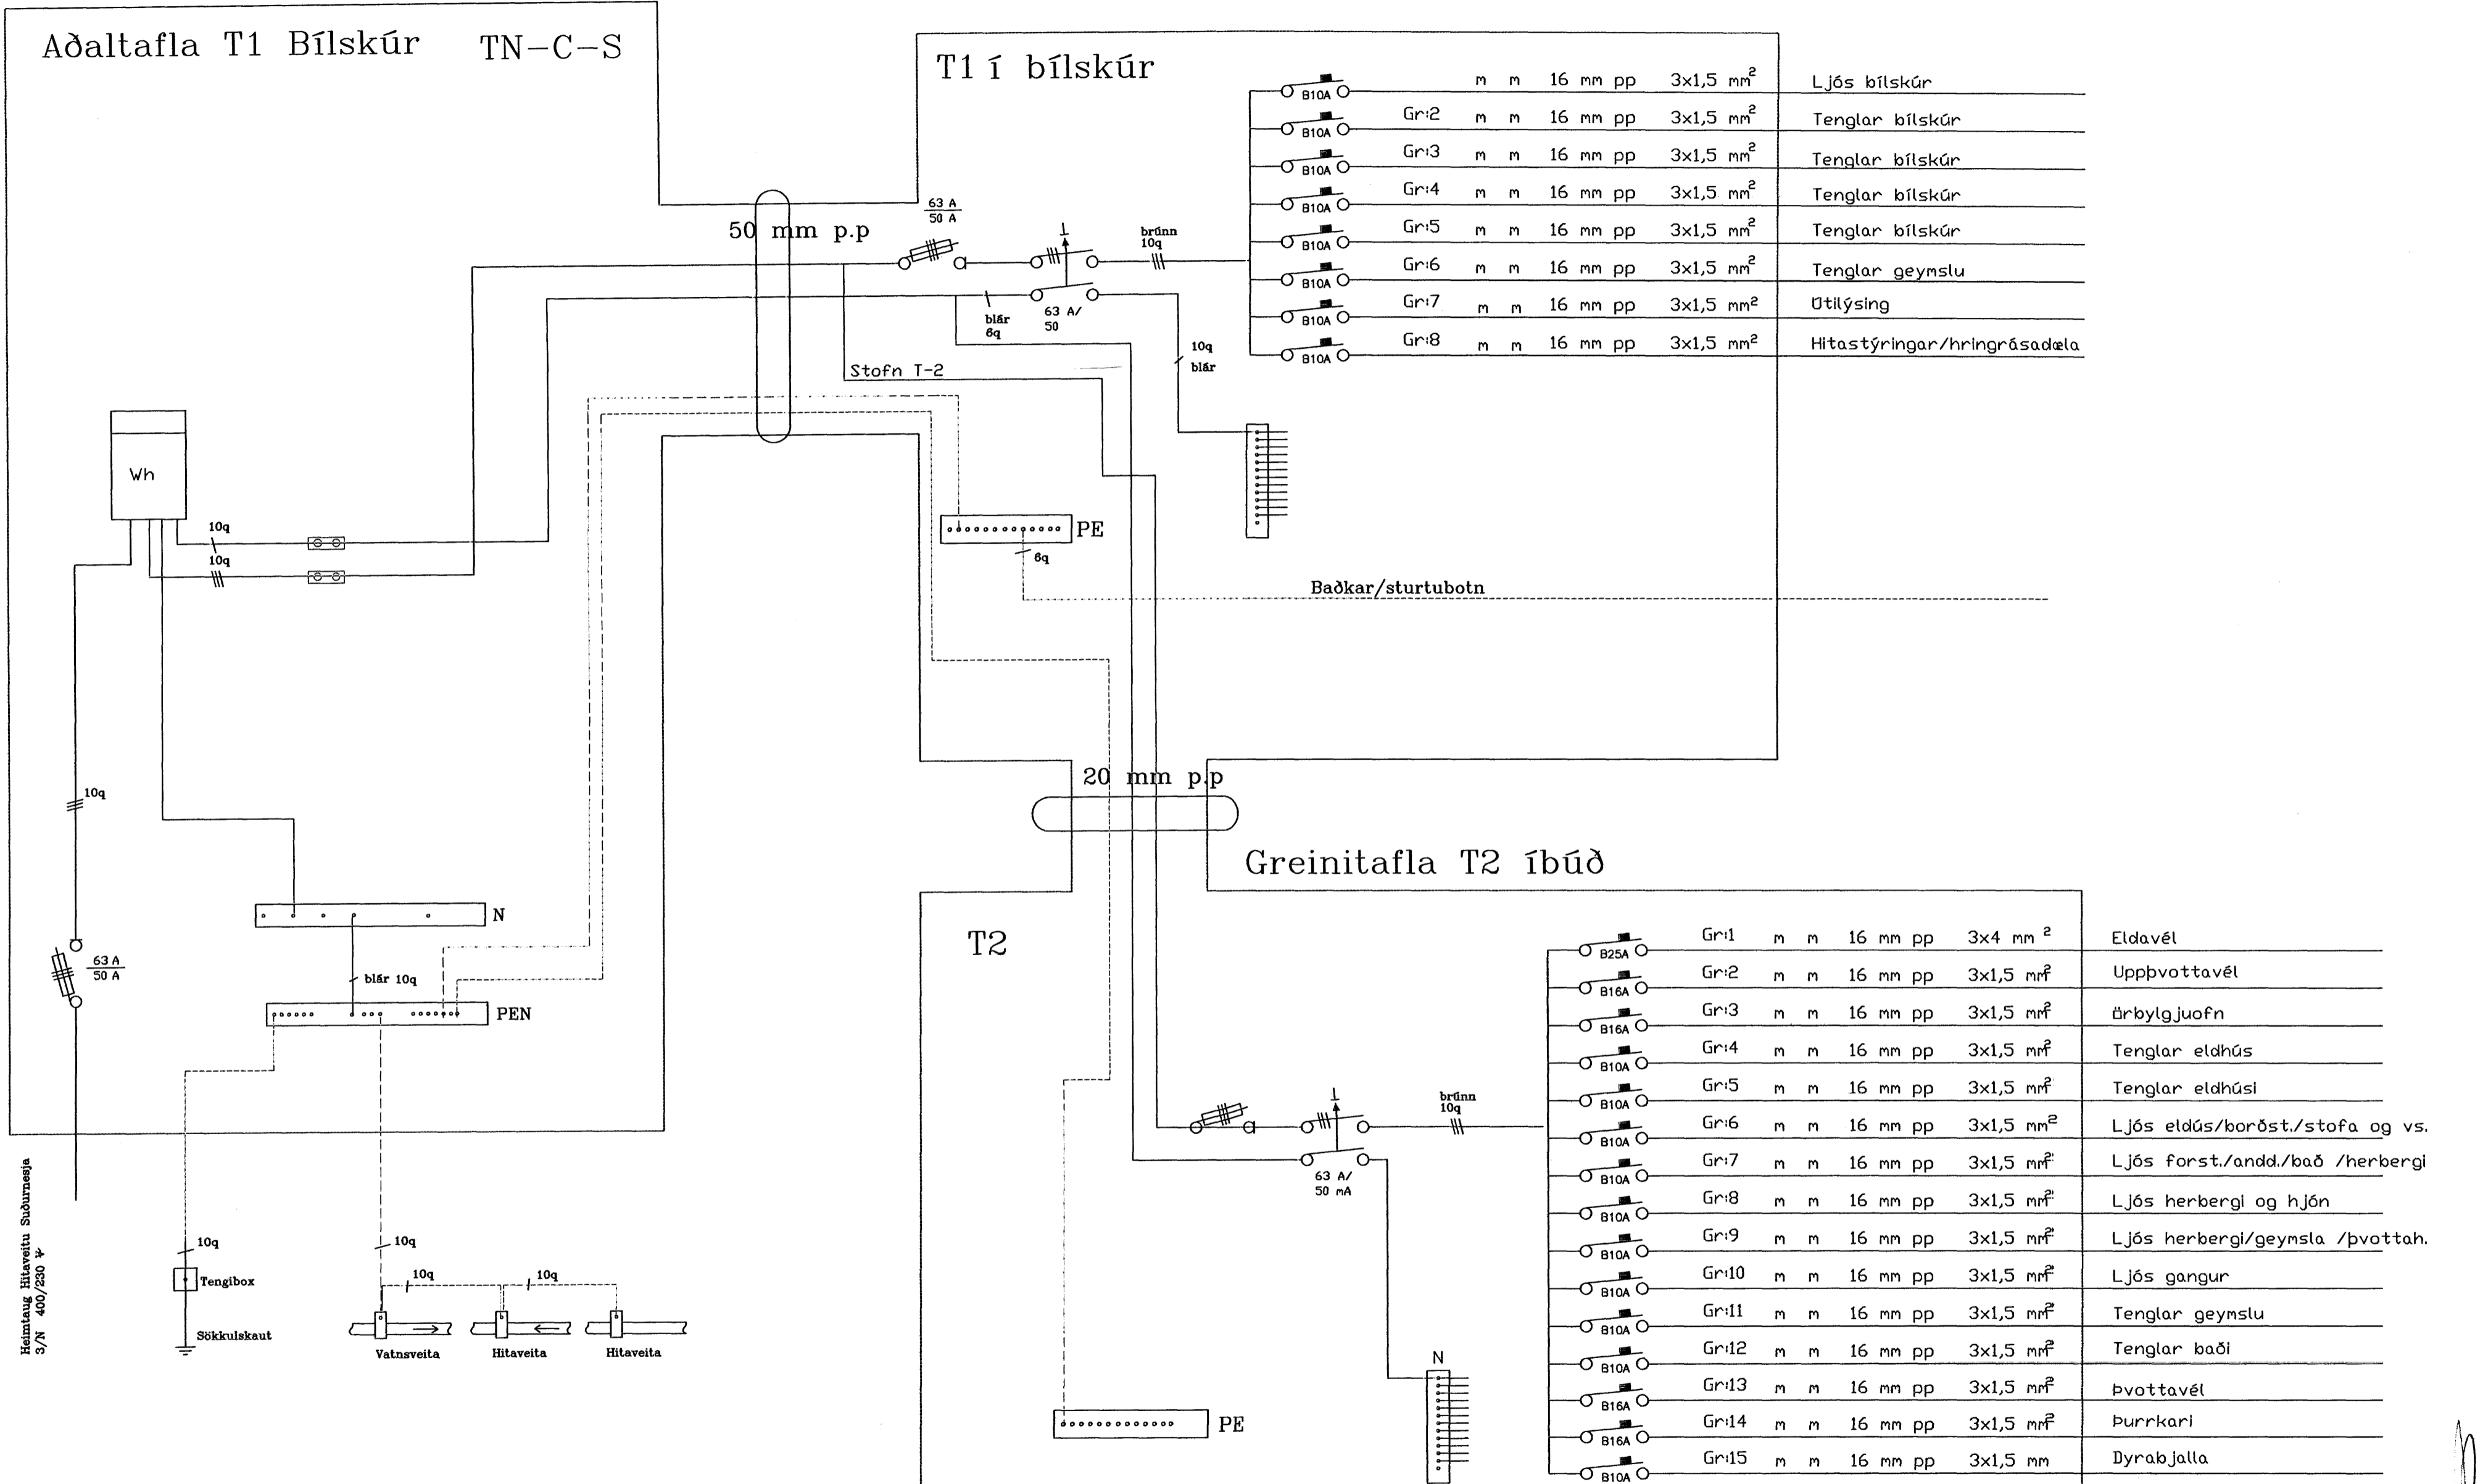 Aðaltafla T1 Bílskúr TN-C-S
T1 í bílskúr
B10A m m 16 mm pp 3x1,5 mm² Ljós bílskúr
B10A Gr:2 m m 16 mm pp 3x1,5 mm² Tenglar bílskúr
B10A Gr:3 m m 16 mm pp 3x1,5 mm² Tenglar bílskúr
B10A Gr:4 m m 16 mm pp 3x1,5 mm² Tenglar bílskúr
B10A Gr:5 m m 16 mm pp 3x1,5 mm² Tenglar bílskúr
B10A Gr:6 m m 16 mm pp 3x1,5 mm² Tenglar geymslu
B10A Gr:7 m m 16 mm pp 3x1,5 mm² Útilýsing
B10A Gr:8 m m 16 mm pp 3x1,5 mm² Hitastýringar/hringrásadæla
50 mm p.p
63 A
50 A
brúnn
10q
blár
6q
63 A/
50
10q
blár
Stofn T-2
Wh
10q
10q
PE
6q
Baðkar/sturtubotn
10q
20 mm p.p
Greinitafla T2 íbúð
N
63 A
50 A
blár 10q
PEN
T2
B25A Gr:1 m m 16 mm pp 3x4 mm ² Eldavél
B16A Gr:2 m m 16 mm pp 3x1,5 mm² Uppþvottavél
B16A Gr:3 m m 16 mm pp 3x1,5 mm² örbylgjuofn
B10A Gr:4 m m 16 mm pp 3x1,5 mm² Tenglar eldhús
B10A Gr:5 m m 16 mm pp 3x1,5 mm² Tenglar eldhúsi
B10A Gr:6 m m 16 mm pp 3x1,5 mm² Ljós eldús/borðst./stofa og vs.
B10A Gr:7 m m 16 mm pp 3x1,5 mm² Ljós forst./andd./bað /herbergi
B10A Gr:8 m m 16 mm pp 3x1,5 mm² Ljós herbergi og hjón
B10A Gr:9 m m 16 mm pp 3x1,5 mm² Ljós herbergi/geymsla /þvottah.
B10A Gr:10 m m 16 mm pp 3x1,5 mm² Ljós gangur
B10A Gr:11 m m 16 mm pp 3x1,5 mm² Tenglar geymslu
B10A Gr:12 m m 16 mm pp 3x1,5 mm² Tenglar baði
B16A Gr:13 m m 16 mm pp 3x1,5 mm² Þvottavél
B16A Gr:14 m m 16 mm pp 3x1,5 mm² Þurrkari
B10A Gr:15 m m 16 mm pp 3x1,5 mm Dyrabjalla
brúnn
10q
63 A/
50 mA
N
PE
Heimtaug Hitaveitu Suðurnesja
3/N 400/230 V
10q
Tengibox
Sökkulskaut
10q
10q
10q
Vatnsveita
Hitaveita
Hitaveita